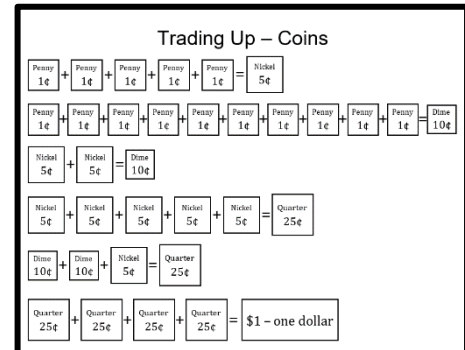 Trading Up – Coins
Penny Penny Penny Penny Penny Nickel
1¢ + 1¢ + 1¢ + 1¢ + 1¢ = 5¢
Penny Penny Penny Penny Penny Penny Penny Penny Penny Penny Dime
1¢ + 1¢ + 1¢ + 1¢ + 1¢ + 1¢ + 1¢ + 1¢ + 1¢ + 1¢ = 10¢
Nickel Nickel Dime
5¢ + 5¢ = 10¢
Nickel Nickel Nickel Nickel Nickel Quarter
5¢ + 5¢ + 5¢ + 5¢ + 5¢ = 25¢
Dime Dime Nickel Quarter
10¢ + 10¢ + 5¢ = 25¢
Quarter Quarter Quarter Quarter
25¢ + 25¢ + 25¢ + 25¢ = $1 – one dollar